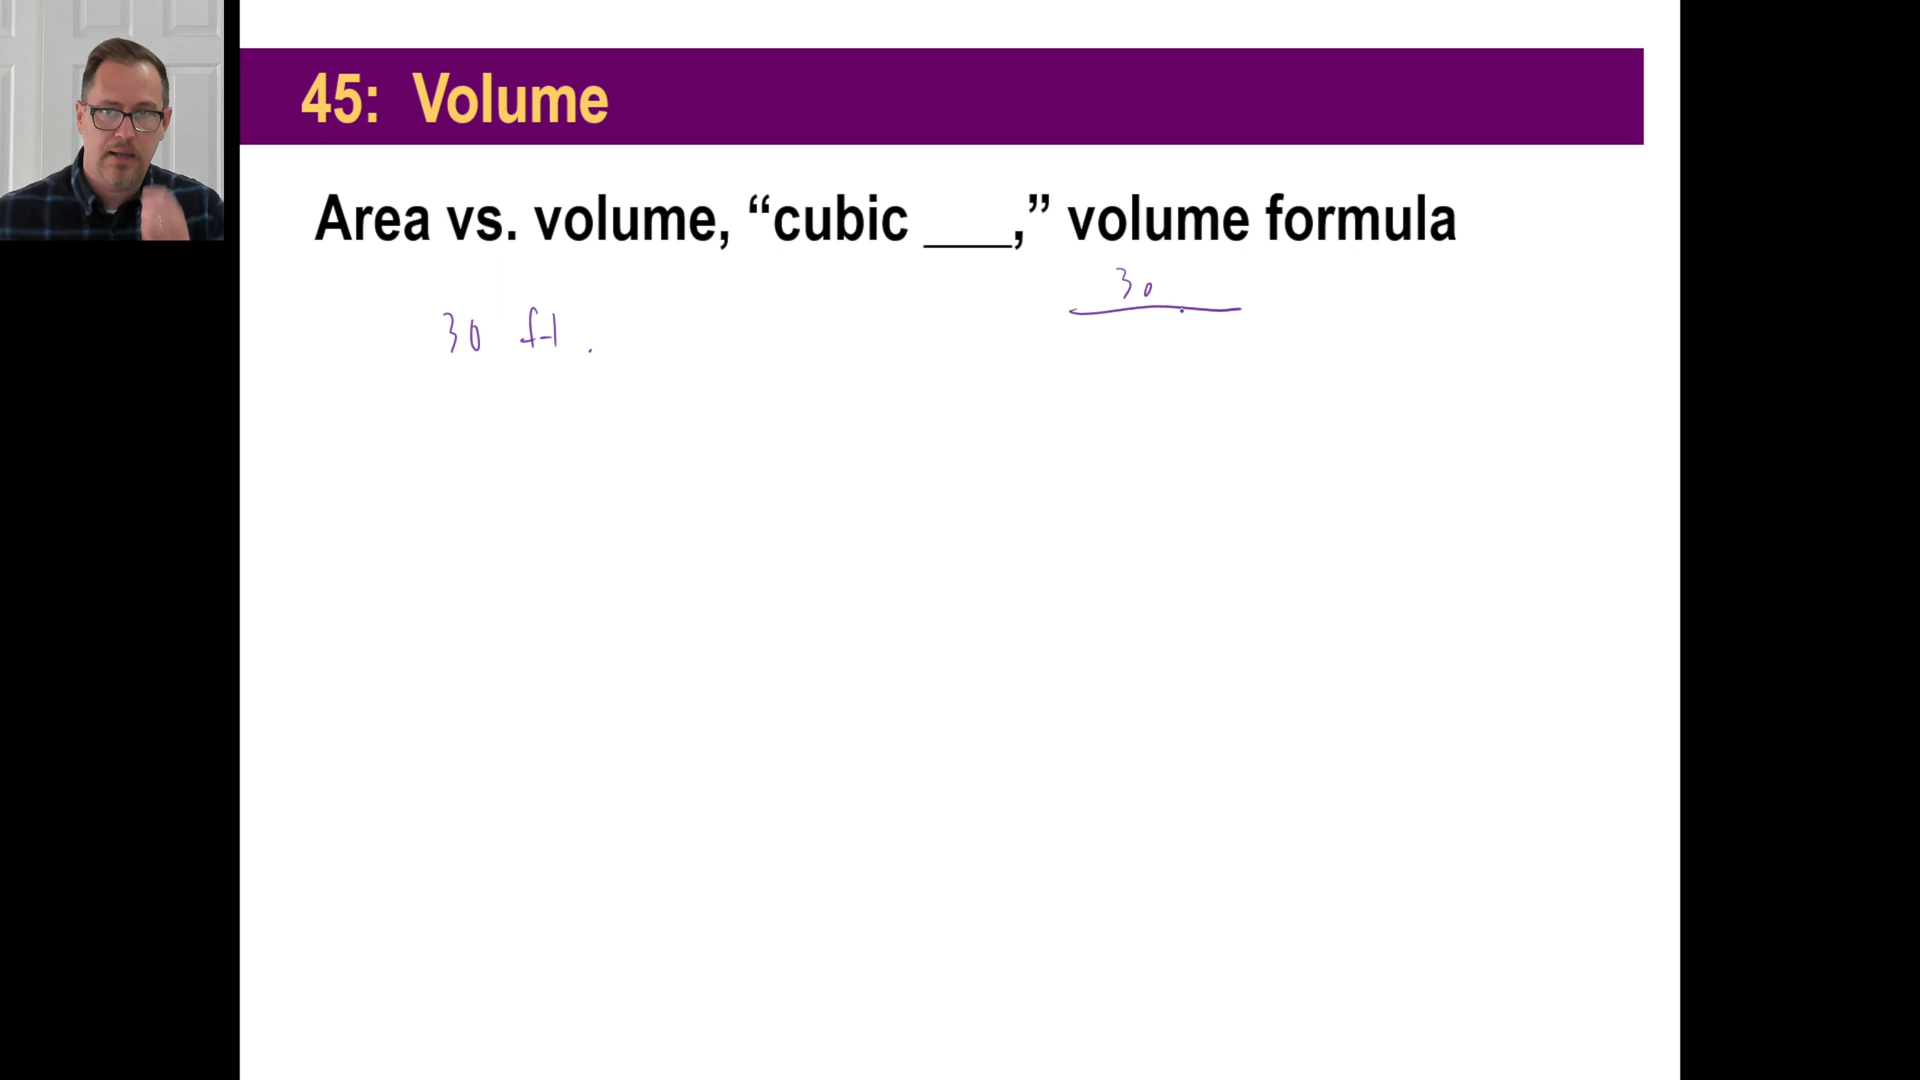 45: Volume
Area vs. volume, “cubic ___,” volume formula
30
30 ft.